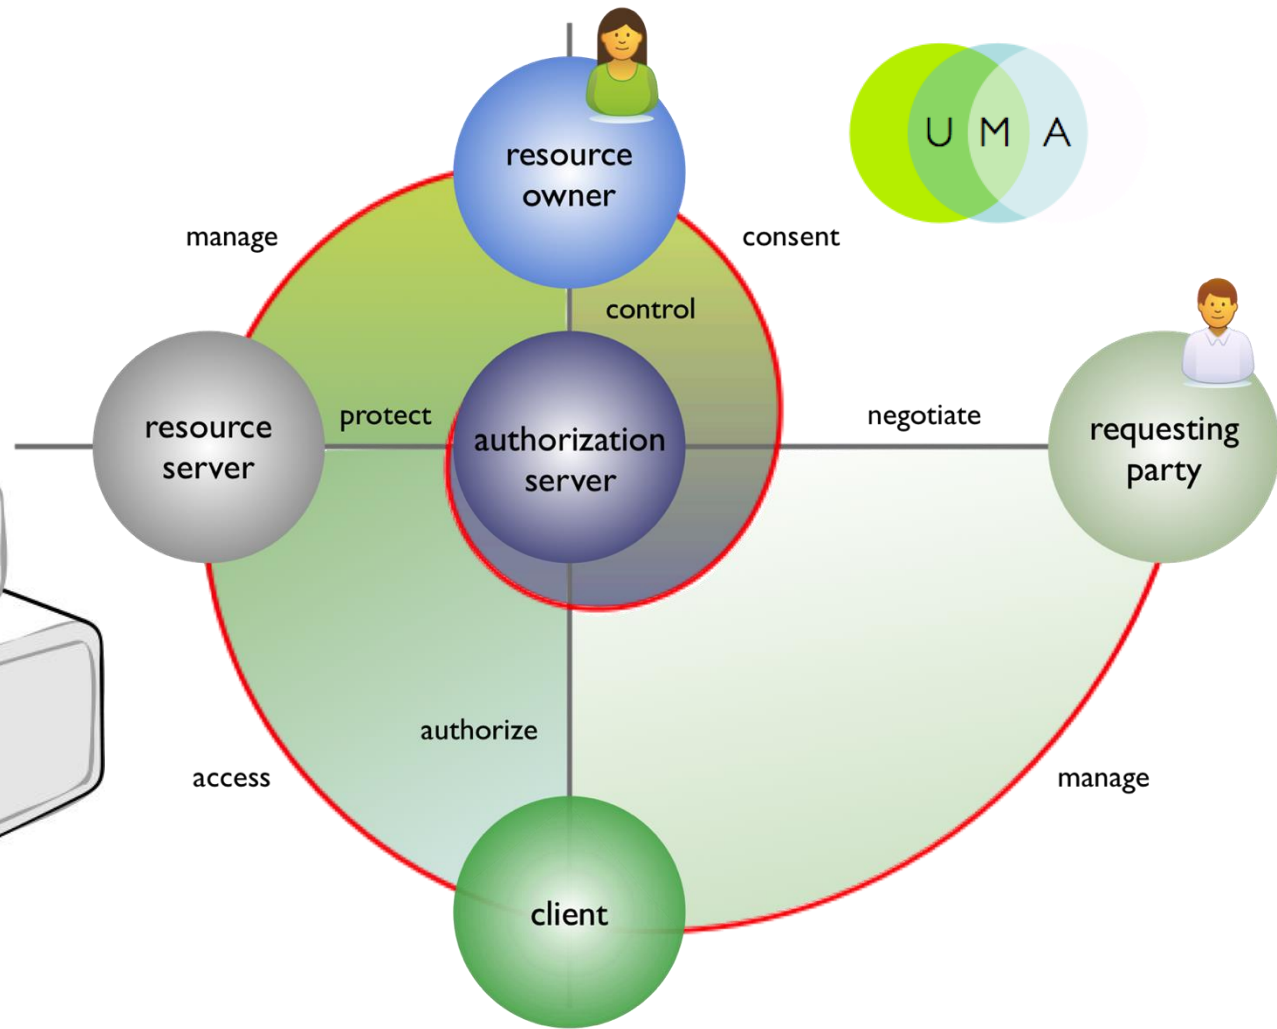 resource
owner
U M A
manage
consent
control
resource
server
protect
authorization
server
negotiate
requesting
party
authorize
access
manage
client